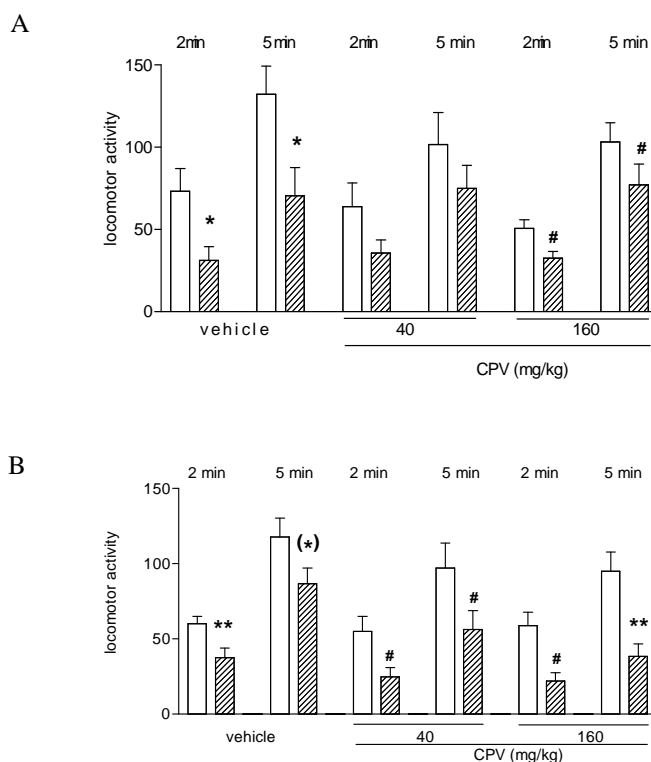 A
2min 5min 2min 5 min 2min 5 min
150
100
50
0
locomotor activity
*
*
#
#
vehicle 40 160
CPV (mg/kg)
B
2 min 5 min 2 min 5 min 2 min 5 min
150
100
50
0
locomotor activity
**
(*)
#
#
#
**
vehicle 40 160
CPV (mg/kg)